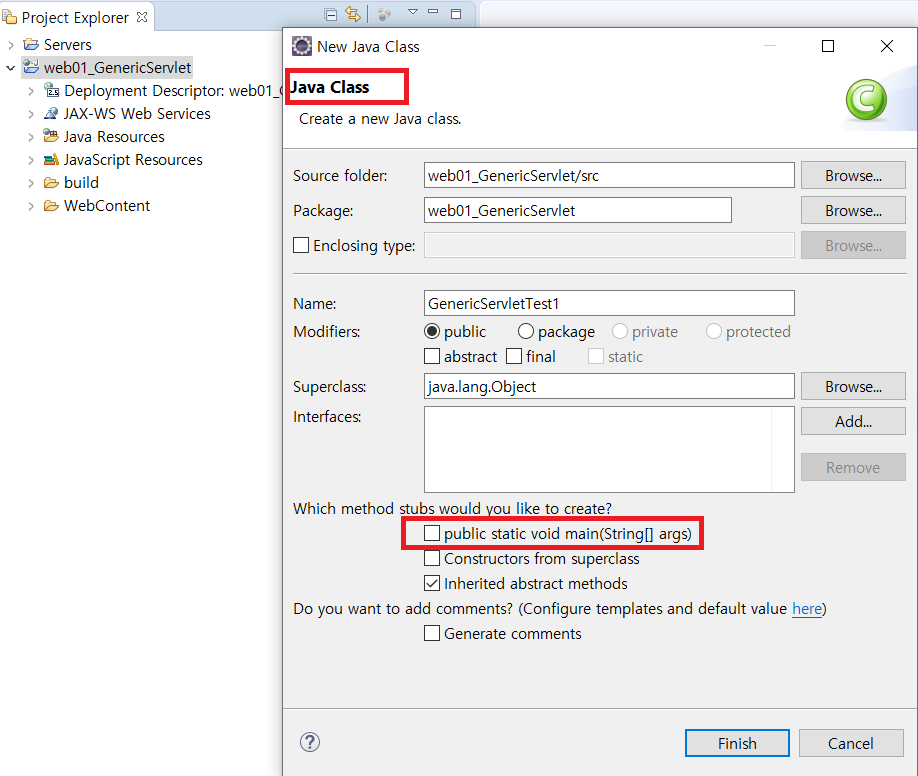 Project Explorer
Servers
web01_GenericServlet
Deployment Descriptor: web01_
JAX-WS Web Services
Java Resources
JavaScript Resources
build
WebContent
New Java Class
Java Class
Create a new Java class.
Source folder: web01_GenericServlet/src Browse...
Package: web01_GenericServlet Browse...
Enclosing type: Browse...
Name: GenericServletTest1
Modifiers: public package private protected
abstract final static
Superclass: java.lang.Object Browse...
Interfaces: Add...
Remove
Which method stubs would you like to create?
public static void main(String[] args)
Constructors from superclass
Inherited abstract methods
Do you want to add comments? (Configure templates and default value here)
Generate comments
Finish Cancel